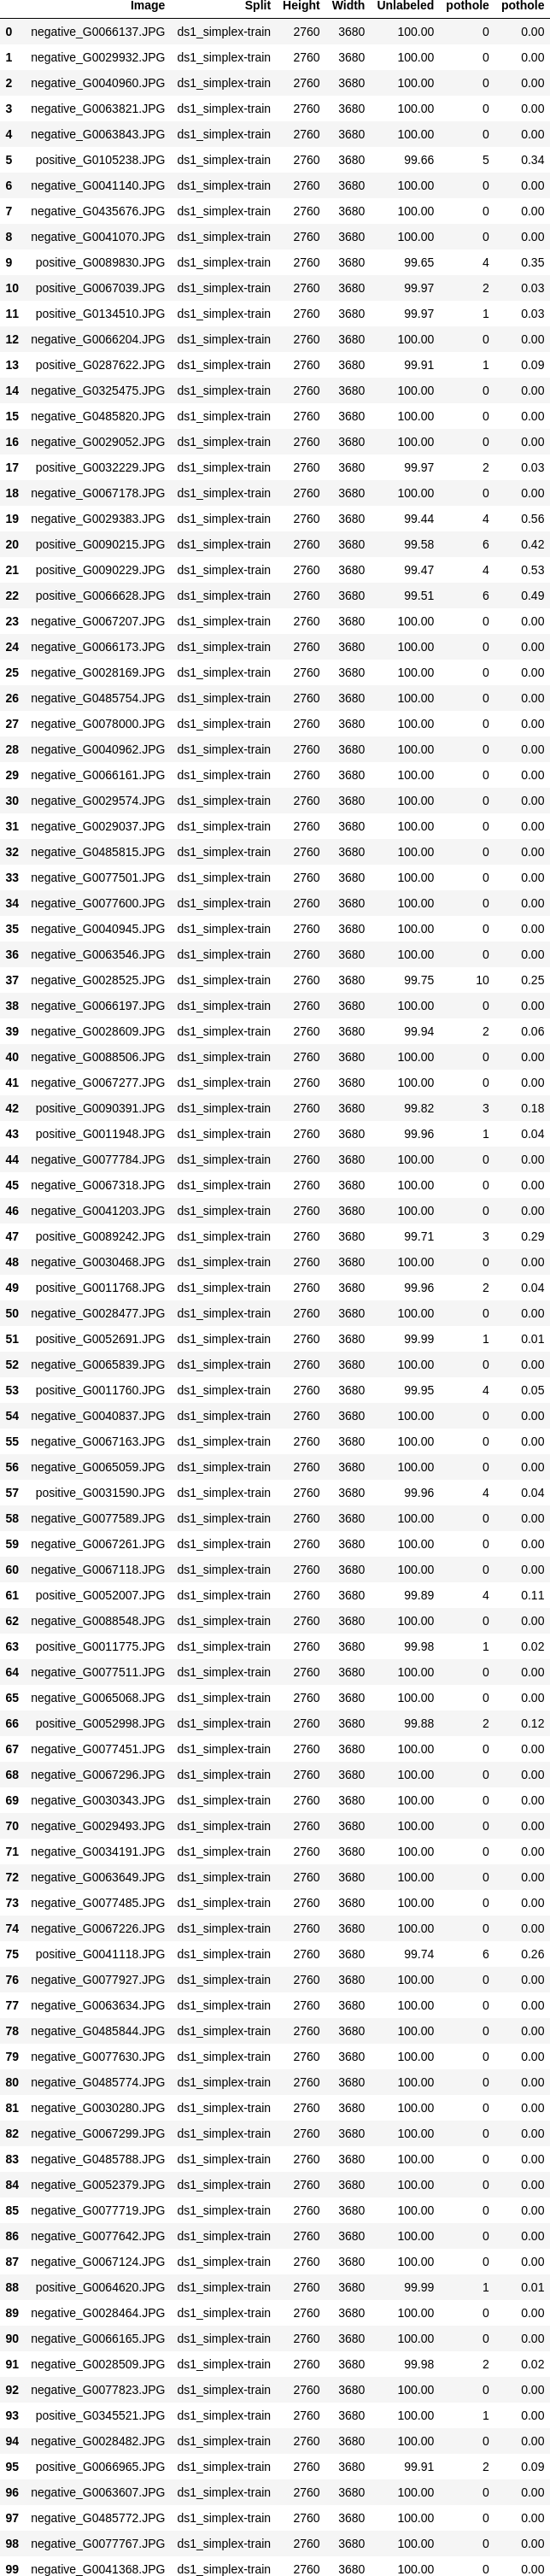 Image Split Height Width Unlabeled pothole pothole
0 negative_G0066137.JPG ds1_simplex-train 2760 3680 100.00 0 0.00
1 negative_G0029932.JPG ds1_simplex-train 2760 3680 100.00 0 0.00
2 negative_G0040960.JPG ds1_simplex-train 2760 3680 100.00 0 0.00
3 negative_G0063821.JPG ds1_simplex-train 2760 3680 100.00 0 0.00
4 negative_G0063843.JPG ds1_simplex-train 2760 3680 100.00 0 0.00
5 positive_G0105238.JPG ds1_simplex-train 2760 3680 99.66 5 0.34
6 negative_G0041140.JPG ds1_simplex-train 2760 3680 100.00 0 0.00
7 negative_G0435676.JPG ds1_simplex-train 2760 3680 100.00 0 0.00
8 negative_G0041070.JPG ds1_simplex-train 2760 3680 100.00 0 0.00
9 positive_G0089830.JPG ds1_simplex-train 2760 3680 99.65 4 0.35
10 positive_G0067039.JPG ds1_simplex-train 2760 3680 99.97 2 0.03
11 positive_G0134510.JPG ds1_simplex-train 2760 3680 99.97 1 0.03
12 negative_G0066204.JPG ds1_simplex-train 2760 3680 100.00 0 0.00
13 positive_G0287622.JPG ds1_simplex-train 2760 3680 99.91 1 0.09
14 negative_G0325475.JPG ds1_simplex-train 2760 3680 100.00 0 0.00
15 negative_G0485820.JPG ds1_simplex-train 2760 3680 100.00 0 0.00
16 negative_G0029052.JPG ds1_simplex-train 2760 3680 100.00 0 0.00
17 positive_G0032229.JPG ds1_simplex-train 2760 3680 99.97 2 0.03
18 negative_G0067178.JPG ds1_simplex-train 2760 3680 100.00 0 0.00
19 negative_G0029383.JPG ds1_simplex-train 2760 3680 99.44 4 0.56
20 positive_G0090215.JPG ds1_simplex-train 2760 3680 99.58 6 0.42
21 positive_G0090229.JPG ds1_simplex-train 2760 3680 99.47 4 0.53
22 positive_G0066628.JPG ds1_simplex-train 2760 3680 99.51 6 0.49
23 negative_G0067207.JPG ds1_simplex-train 2760 3680 100.00 0 0.00
24 negative_G0066173.JPG ds1_simplex-train 2760 3680 100.00 0 0.00
25 negative_G0028169.JPG ds1_simplex-train 2760 3680 100.00 0 0.00
26 negative_G0485754.JPG ds1_simplex-train 2760 3680 100.00 0 0.00
27 negative_G0078000.JPG ds1_simplex-train 2760 3680 100.00 0 0.00
28 negative_G0040962.JPG ds1_simplex-train 2760 3680 100.00 0 0.00
29 negative_G0066161.JPG ds1_simplex-train 2760 3680 100.00 0 0.00
30 negative_G0029574.JPG ds1_simplex-train 2760 3680 100.00 0 0.00
31 negative_G0029037.JPG ds1_simplex-train 2760 3680 100.00 0 0.00
32 negative_G0485815.JPG ds1_simplex-train 2760 3680 100.00 0 0.00
33 negative_G0077501.JPG ds1_simplex-train 2760 3680 100.00 0 0.00
34 negative_G0077600.JPG ds1_simplex-train 2760 3680 100.00 0 0.00
35 negative_G0040945.JPG ds1_simplex-train 2760 3680 100.00 0 0.00
36 negative_G0063546.JPG ds1_simplex-train 2760 3680 100.00 0 0.00
37 negative_G0028525.JPG ds1_simplex-train 2760 3680 99.75 10 0.25
38 negative_G0066197.JPG ds1_simplex-train 2760 3680 100.00 0 0.00
39 negative_G0028609.JPG ds1_simplex-train 2760 3680 99.94 2 0.06
40 negative_G0088506.JPG ds1_simplex-train 2760 3680 100.00 0 0.00
41 negative_G0067277.JPG ds1_simplex-train 2760 3680 100.00 0 0.00
42 positive_G0090391.JPG ds1_simplex-train 2760 3680 99.82 3 0.18
43 positive_G0011948.JPG ds1_simplex-train 2760 3680 99.96 1 0.04
44 negative_G0077784.JPG ds1_simplex-train 2760 3680 100.00 0 0.00
45 negative_G0067318.JPG ds1_simplex-train 2760 3680 100.00 0 0.00
46 negative_G0041203.JPG ds1_simplex-train 2760 3680 100.00 0 0.00
47 positive_G0089242.JPG ds1_simplex-train 2760 3680 99.71 3 0.29
48 negative_G0030468.JPG ds1_simplex-train 2760 3680 100.00 0 0.00
49 positive_G0011768.JPG ds1_simplex-train 2760 3680 99.96 2 0.04
50 negative_G0028477.JPG ds1_simplex-train 2760 3680 100.00 0 0.00
51 positive_G0052691.JPG ds1_simplex-train 2760 3680 99.99 1 0.01
52 negative_G0065839.JPG ds1_simplex-train 2760 3680 100.00 0 0.00
53 positive_G0011760.JPG ds1_simplex-train 2760 3680 99.95 4 0.05
54 negative_G0040837.JPG ds1_simplex-train 2760 3680 100.00 0 0.00
55 negative_G0067163.JPG ds1_simplex-train 2760 3680 100.00 0 0.00
56 negative_G0065059.JPG ds1_simplex-train 2760 3680 100.00 0 0.00
57 positive_G0031590.JPG ds1_simplex-train 2760 3680 99.96 4 0.04
58 negative_G0077589.JPG ds1_simplex-train 2760 3680 100.00 0 0.00
59 negative_G0067261.JPG ds1_simplex-train 2760 3680 100.00 0 0.00
60 negative_G0067118.JPG ds1_simplex-train 2760 3680 100.00 0 0.00
61 positive_G0052007.JPG ds1_simplex-train 2760 3680 99.89 4 0.11
62 negative_G0088548.JPG ds1_simplex-train 2760 3680 100.00 0 0.00
63 positive_G0011775.JPG ds1_simplex-train 2760 3680 99.98 1 0.02
64 negative_G0077511.JPG ds1_simplex-train 2760 3680 100.00 0 0.00
65 negative_G0065068.JPG ds1_simplex-train 2760 3680 100.00 0 0.00
66 positive_G0052998.JPG ds1_simplex-train 2760 3680 99.88 2 0.12
67 negative_G0077451.JPG ds1_simplex-train 2760 3680 100.00 0 0.00
68 negative_G0067296.JPG ds1_simplex-train 2760 3680 100.00 0 0.00
69 negative_G0030343.JPG ds1_simplex-train 2760 3680 100.00 0 0.00
70 negative_G0029493.JPG ds1_simplex-train 2760 3680 100.00 0 0.00
71 negative_G0034191.JPG ds1_simplex-train 2760 3680 100.00 0 0.00
72 negative_G0063649.JPG ds1_simplex-train 2760 3680 100.00 0 0.00
73 negative_G0077485.JPG ds1_simplex-train 2760 3680 100.00 0 0.00
74 negative_G0067226.JPG ds1_simplex-train 2760 3680 100.00 0 0.00
75 positive_G0041118.JPG ds1_simplex-train 2760 3680 99.74 6 0.26
76 negative_G0077927.JPG ds1_simplex-train 2760 3680 100.00 0 0.00
77 negative_G0063634.JPG ds1_simplex-train 2760 3680 100.00 0 0.00
78 negative_G0485844.JPG ds1_simplex-train 2760 3680 100.00 0 0.00
79 negative_G0077630.JPG ds1_simplex-train 2760 3680 100.00 0 0.00
80 negative_G0485774.JPG ds1_simplex-train 2760 3680 100.00 0 0.00
81 negative_G0030280.JPG ds1_simplex-train 2760 3680 100.00 0 0.00
82 negative_G0067299.JPG ds1_simplex-train 2760 3680 100.00 0 0.00
83 negative_G0485788.JPG ds1_simplex-train 2760 3680 100.00 0 0.00
84 negative_G0052379.JPG ds1_simplex-train 2760 3680 100.00 0 0.00
85 negative_G0077719.JPG ds1_simplex-train 2760 3680 100.00 0 0.00
86 negative_G0077642.JPG ds1_simplex-train 2760 3680 100.00 0 0.00
87 negative_G0067124.JPG ds1_simplex-train 2760 3680 100.00 0 0.00
88 positive_G0064620.JPG ds1_simplex-train 2760 3680 99.99 1 0.01
89 negative_G0028464.JPG ds1_simplex-train 2760 3680 100.00 0 0.00
90 negative_G0066165.JPG ds1_simplex-train 2760 3680 100.00 0 0.00
91 negative_G0028509.JPG ds1_simplex-train 2760 3680 99.98 2 0.02
92 negative_G0077823.JPG ds1_simplex-train 2760 3680 100.00 0 0.00
93 positive_G0345521.JPG ds1_simplex-train 2760 3680 100.00 1 0.00
94 negative_G0028482.JPG ds1_simplex-train 2760 3680 100.00 0 0.00
95 positive_G0066965.JPG ds1_simplex-train 2760 3680 99.91 2 0.09
96 negative_G0063607.JPG ds1_simplex-train 2760 3680 100.00 0 0.00
97 negative_G0485772.JPG ds1_simplex-train 2760 3680 100.00 0 0.00
98 negative_G0077767.JPG ds1_simplex-train 2760 3680 100.00 0 0.00
99 negative_G0041368.JPG ds1_simplex-train 2760 3680 100.00 0 0.00